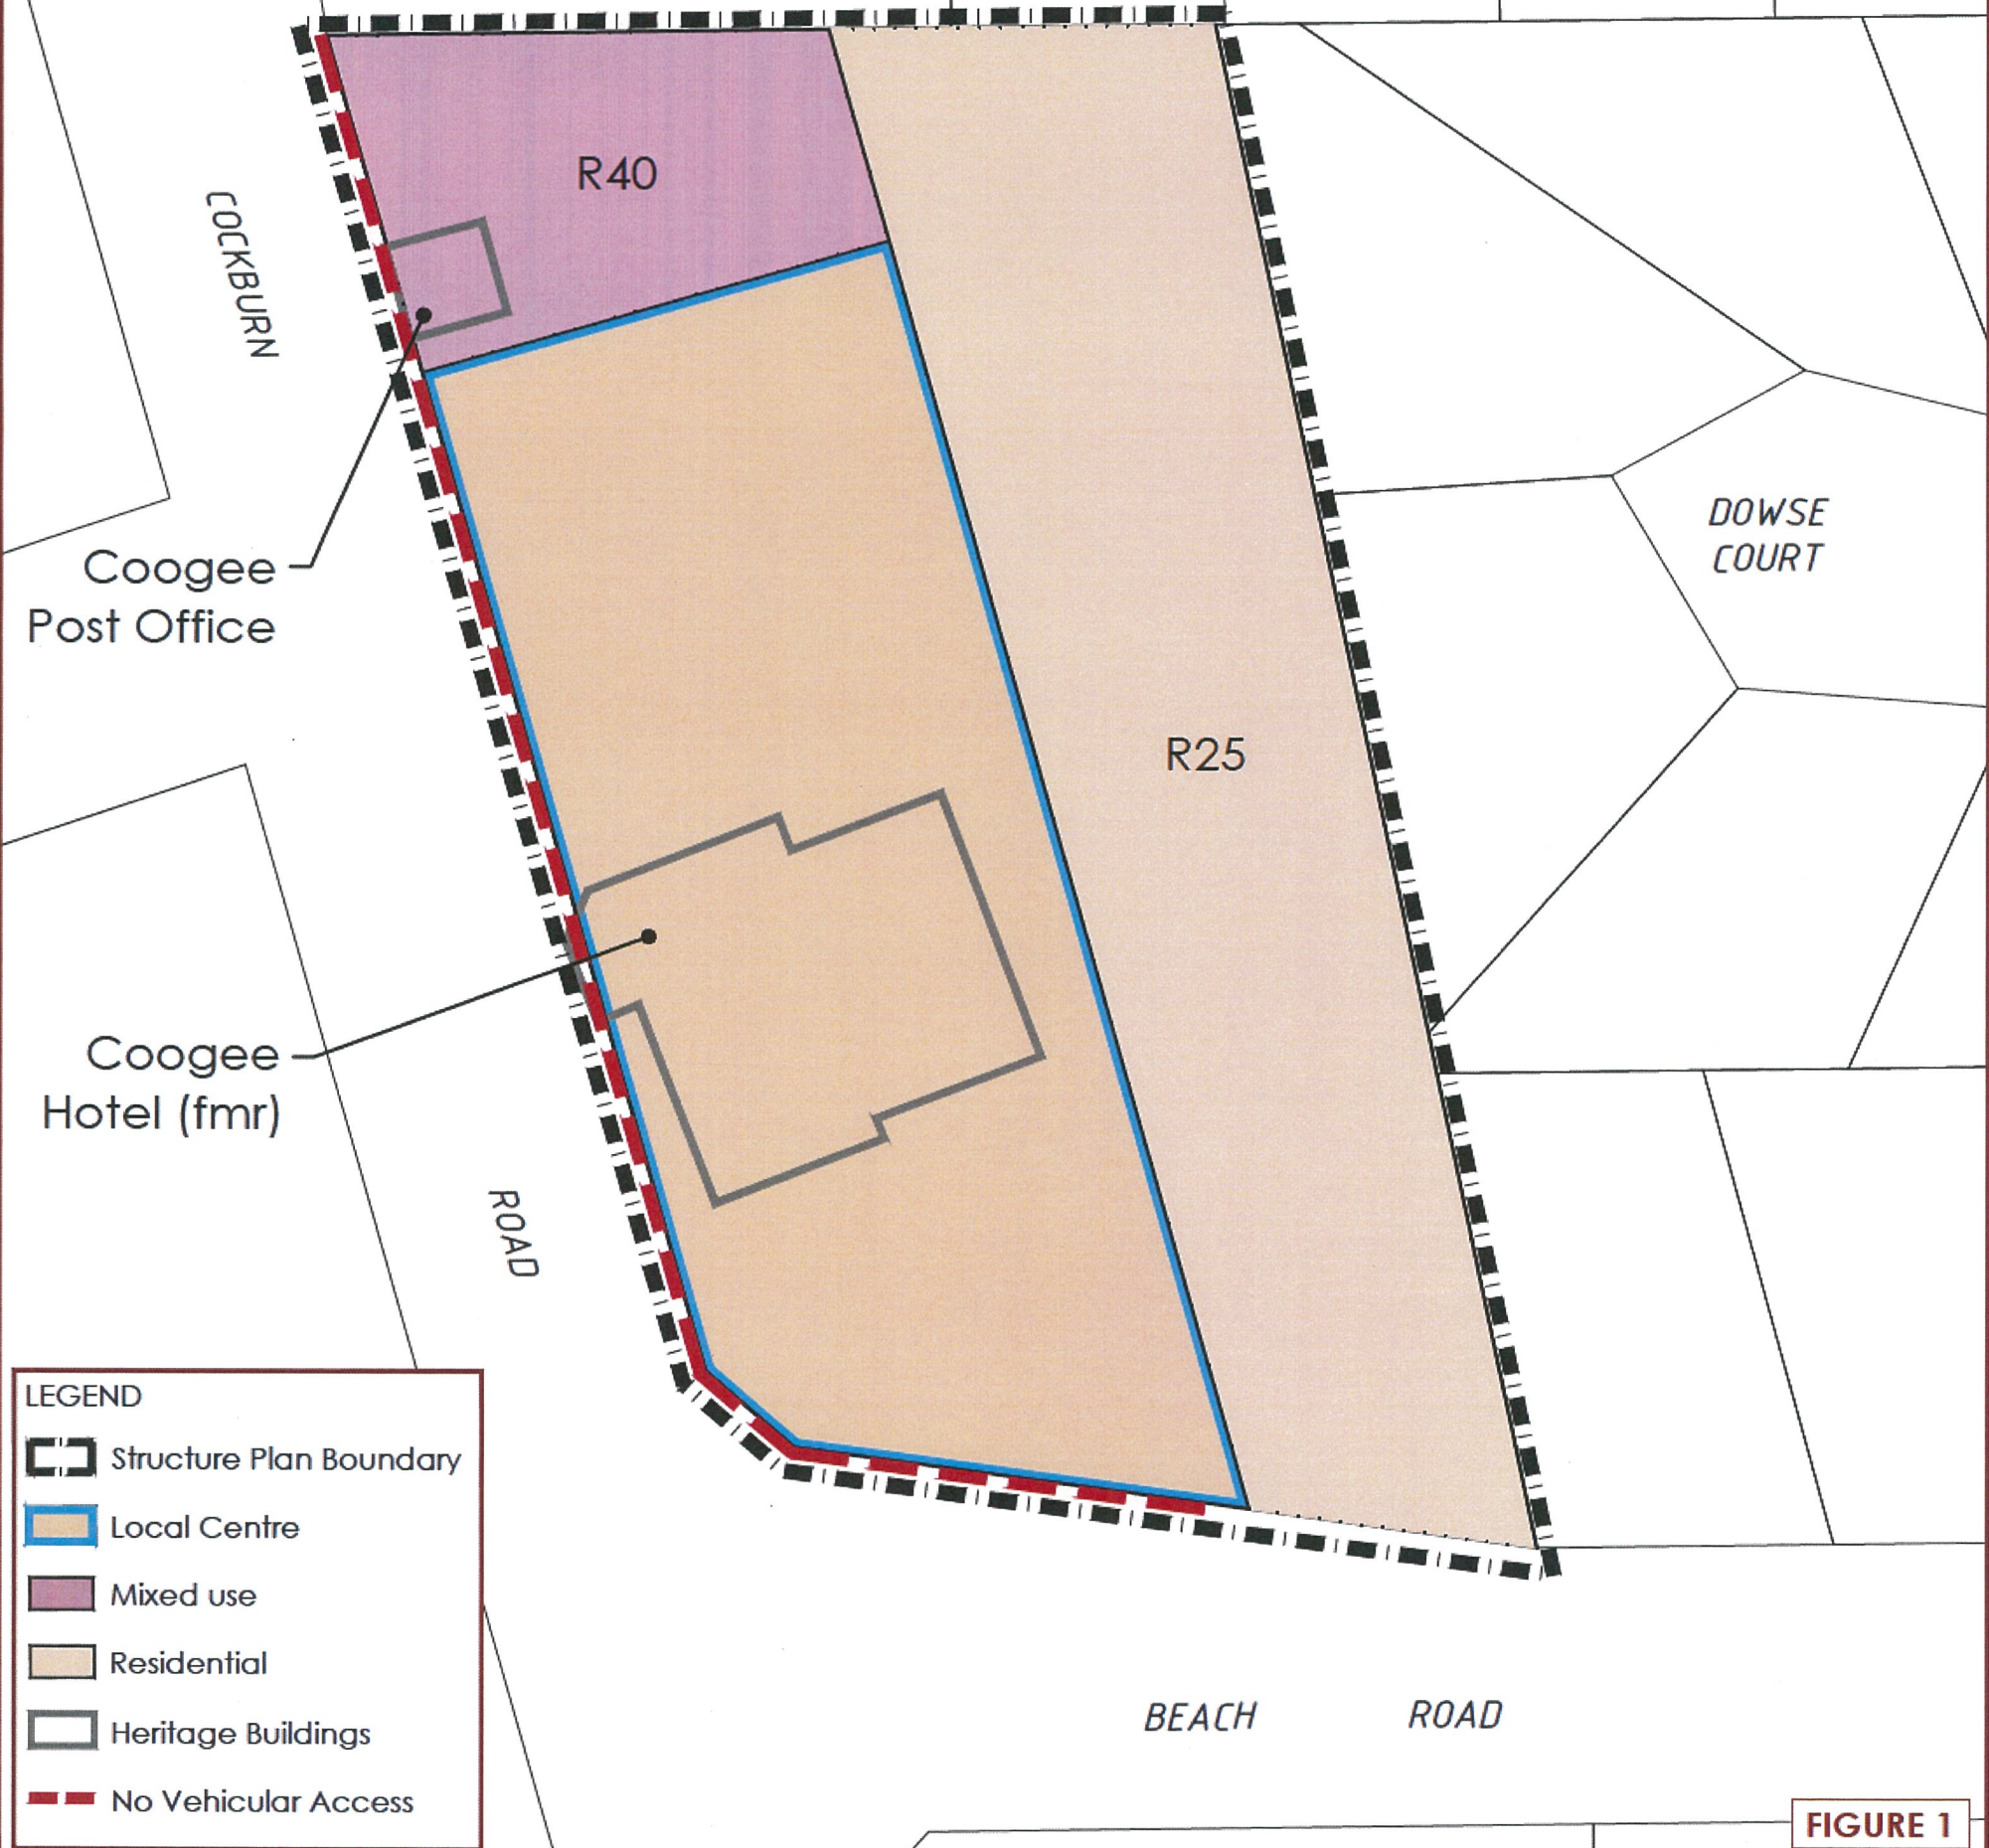 R40
COCKBURN
Coogee
Post Office
DOWSE
COURT
R25
Coogee
Hotel (fmr)
ROAD
LEGEND
Structure Plan Boundary
Local Centre
Mixed use
Residential
Heritage Buildings
No Vehicular Access
BEACH ROAD
FIGURE 1